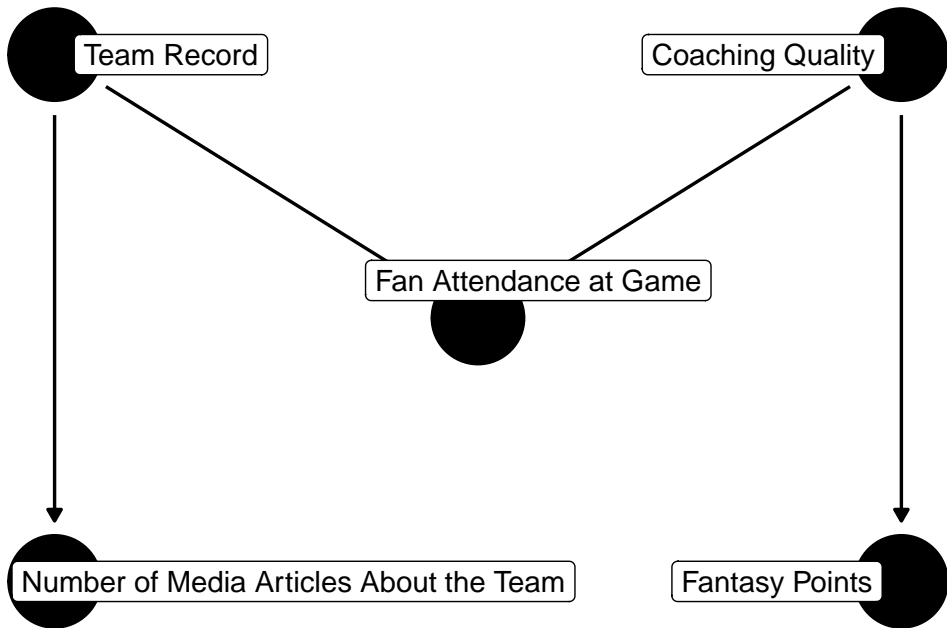 Team Record
Coaching Quality
Fan Attendance at Game
Number of Media Articles About the Team
Fantasy Points